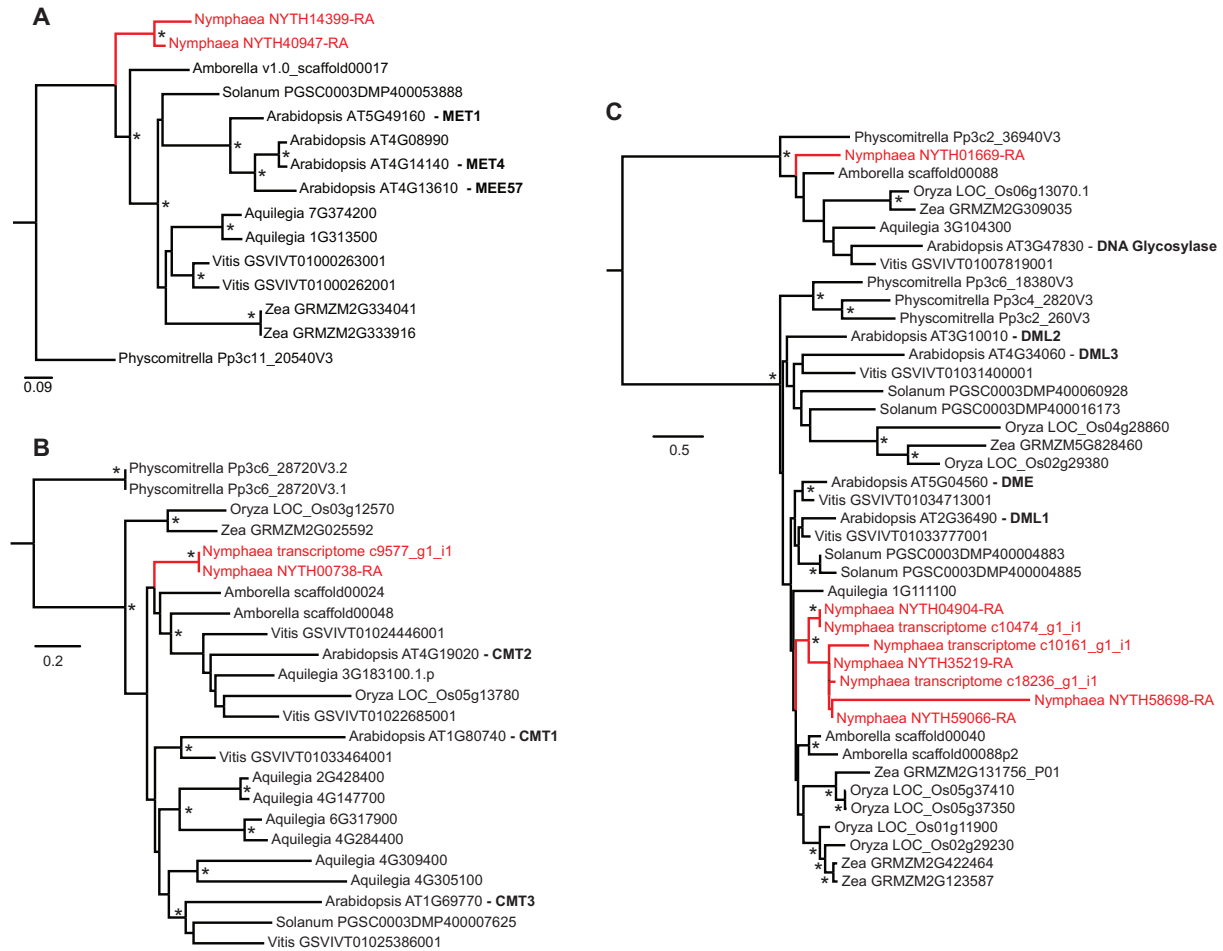 A
Nymphaea NYTH14399-RA
*
Nymphaea NYTH40947-RA
Amborella v1.0_scaffold00017
Solanum PGSC0003DMP400053888
*
Arabidopsis AT5G49160 - MET1
*
Arabidopsis AT4G08990
*
Arabidopsis AT4G14140 - MET4
*
Arabidopsis AT4G13610 - MEE57
*
Aquilegia 7G374200
*
Aquilegia 1G313500
Vitis GSVIVT01000263001
*
Vitis GSVIVT01000262001
Zea GRMZM2G334041
*
Zea GRMZM2G333916
Physcomitrella Pp3c11_20540V3
0.09
B
*
Physcomitrella Pp3c6_28720V3.2
Physcomitrella Pp3c6_28720V3.1
Oryza LOC_Os03g12570
*
Zea GRMZM2G025592
*
Nymphaea transcriptome c9577_g1_i1
Nymphaea NYTH00738-RA
Amborella scaffold00024
*
Amborella scaffold00048
*
Vitis GSVIVT01024446001
Arabidopsis AT4G19020 - CMT2
Aquilegia 3G183100.1.p
Oryza LOC_Os05g13780
Vitis GSVIVT01022685001
Arabidopsis AT1G80740 - CMT1
*
Vitis GSVIVT01033464001
Aquilegia 2G428400
*
Aquilegia 4G147700
*
Aquilegia 6G317900
*
Aquilegia 4G284400
Aquilegia 4G309400
*
Aquilegia 4G305100
Arabidopsis AT1G69770 - CMT3
*
Solanum PGSC0003DMP400007625
Vitis GSVIVT01025386001
0.2
C
Physcomitrella Pp3c2_36940V3
*
Nymphaea NYTH01669-RA
Amborella scaffold00088
Oryza LOC_Os06g13070.1
*
Zea GRMZM2G309035
Aquilegia 3G104300
Arabidopsis AT3G47830 - DNA Glycosylase
Vitis GSVIVT01007819001
Physcomitrella Pp3c6_18380V3
*
Physcomitrella Pp3c4_2820V3
*
Physcomitrella Pp3c2_260V3
Arabidopsis AT3G10010 - DML2
Arabidopsis AT4G34060 - DML3
*
Vitis GSVIVT01031400001
Solanum PGSC0003DMP400060928
Solanum PGSC0003DMP400016173
Oryza LOC_Os04g28860
*
Zea GRMZM5G828460
*
Oryza LOC_Os02g29380
Arabidopsis AT5G04560 - DME
*
Vitis GSVIVT01034713001
Arabidopsis AT2G36490 - DML1
Vitis GSVIVT01033777001
Solanum PGSC0003DMP400004883
*
Solanum PGSC0003DMP400004885
Aquilegia 1G111100
*
Nymphaea NYTH04904-RA
Nymphaea transcriptome c10474_g1_i1
*
Nymphaea transcriptome c10161_g1_i1
Nymphaea NYTH35219-RA
Nymphaea transcriptome c18236_g1_i1
Nymphaea NYTH58698-RA
Nymphaea NYTH59066-RA
Amborella scaffold00040
*
Amborella scaffold00088p2
Zea GRMZM2G131756_P01
*
Oryza LOC_Os05g37410
*
Oryza LOC_Os05g37350
Oryza LOC_Os01g11900
*
Oryza LOC_Os02g29230
*
Zea GRMZM2G422464
*
Zea GRMZM2G123587
0.5